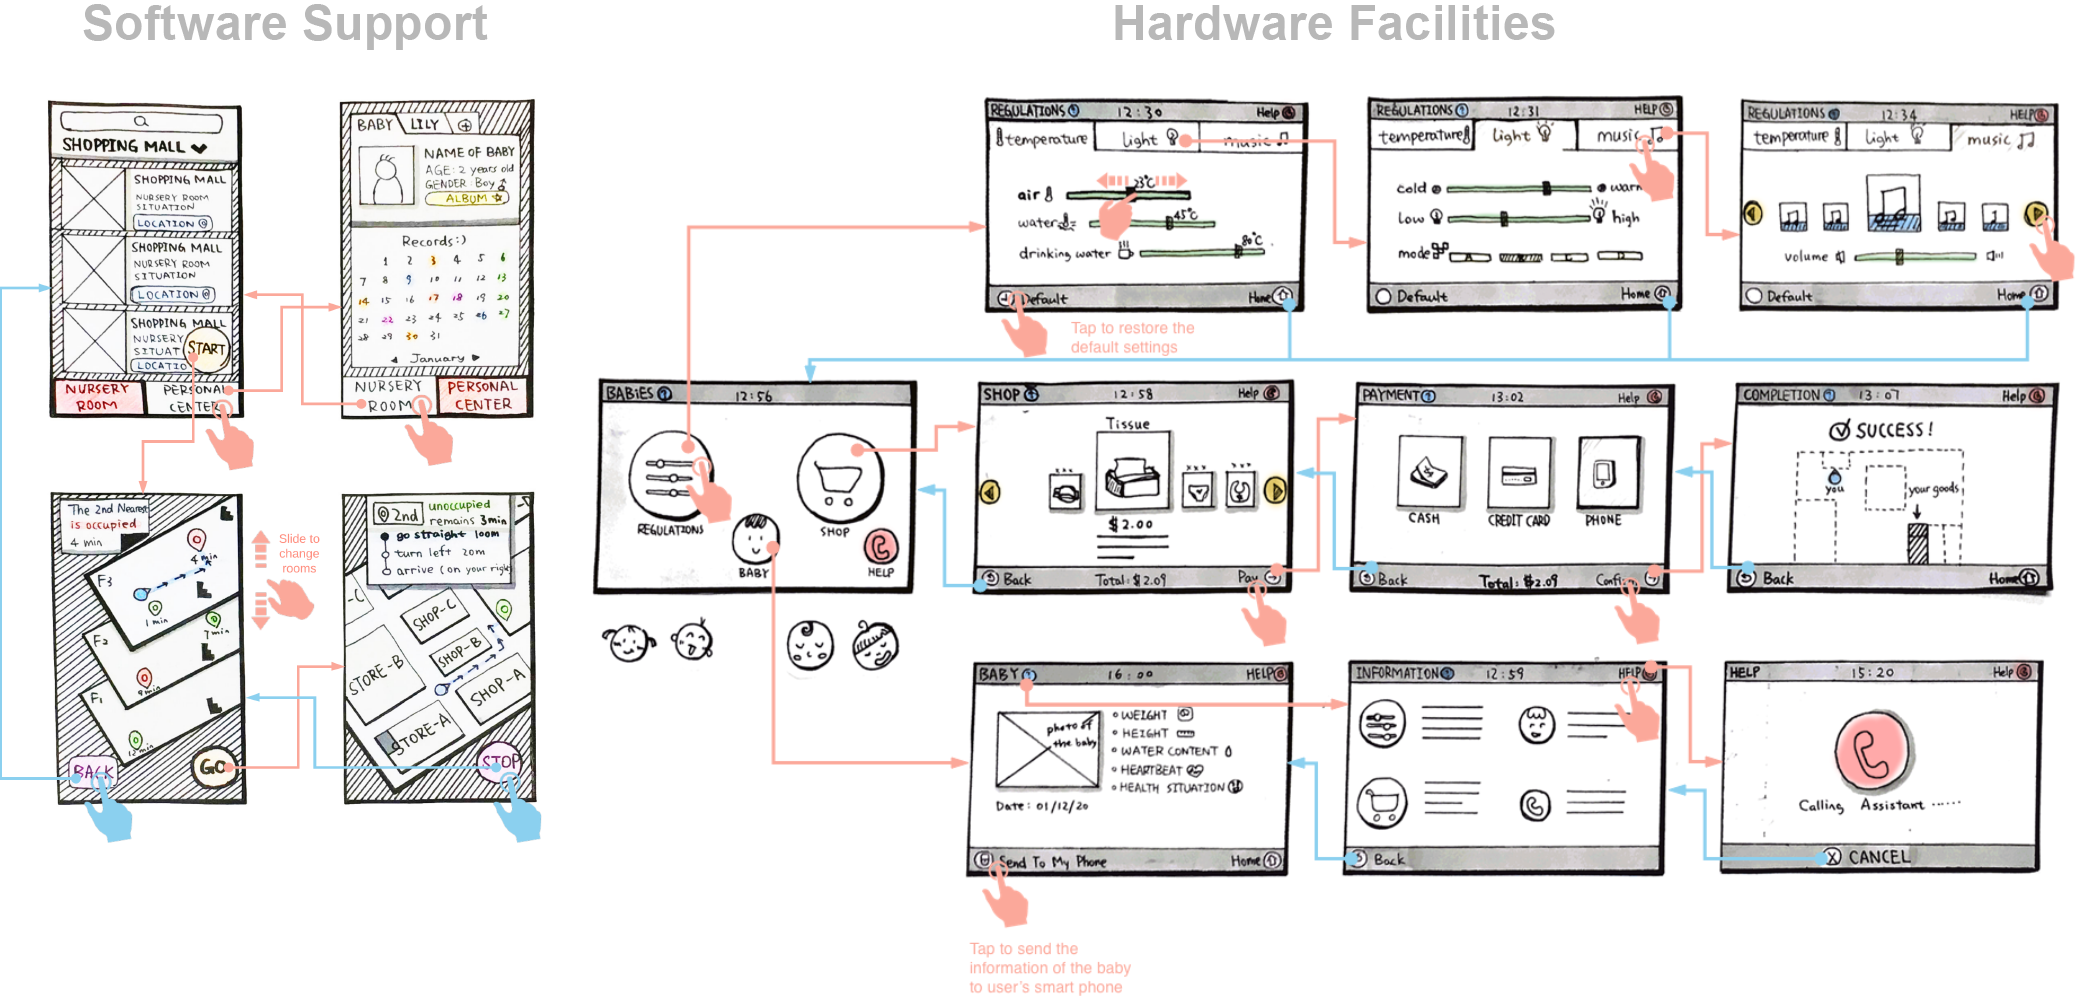 Software Support
Hardware Facilities
SHOPPING MALL
SHOPPING MALL
NURSERY ROOM
SITUATION
LOCATION
SHOPPING MALL
NURSERY ROOM
SITUATION
LOCATION
SHOPPING MALL
NURSERY
SITUAT
LOCATIO
START
NURSERY
ROOM
PERSONAL
CENTER
BABY
LILY
NAME OF BABY
AGE: 2 years old
GENDER: Boy
ALBUM
Records:)
1 2 3 4 5 6
7 8 9 10 11 12 13
14 15 16 17 18 19 20
21 22 23 24 25 26 27
28 29 30 31
January
NURSERY
ROOM
PERSONAL
CENTER
The 2nd Nearest
is occupied
4 min
F3
4 min
1 min
F2
7 min
9 min
F1
12 min
BACK
GO
Slide to
change
rooms
2nd
unoccupied
remains 3min
go straight 100m
turn left 20m
arrive (on your right
-C
SHOP-C
SHOP-B
STORE-B
SHOP-A
STORE-A
STOP
REGULATIONS 12:30 Help
temperature Light music
air 23°C
water 45°C
drinking water 80°C
Default Home
Tap to restore the
default settings
REGULATIONS 12:31 HELP
temperature light music
cold warm
Low high
mode
Default Home
REGULATIONS 12:34 HELP
temperature light music
volume
Default Home
BABIES 12:56
REGULATIONS
SHOP
BABY
HELP
SHOP 12:58 Help
Tissue
$2.00
Back Total: $2.09 Pay
PAYMENT 13:02 Help
CASH CREDIT CARD PHONE
Back Total: $2.09 Confi
COMPLETION 13:07 Help
SUCCESS!
you
your goods
Back Home
BABY 16:00 HELP
photo of
the baby
WEIGHT
HEIGHT
WATER CONTENT
HEARTBEAT
HEALTH SITUATION
Date: 01/12/20
Send To My Phone Home
Tap to send the
information of the baby
to user's smart phone
INFORMATION 12:59 HELP
Back
HELP 15:20 Help
Calling Assistant ......
CANCEL